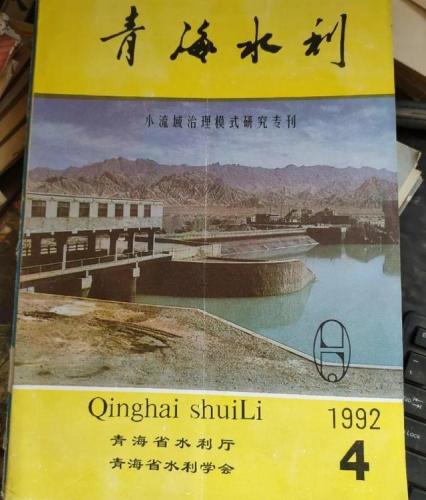 青海水利
小流域治理模式研究专刊
Qinghai shuiLi
1992
青海省水利厅
4
青海省水利学会